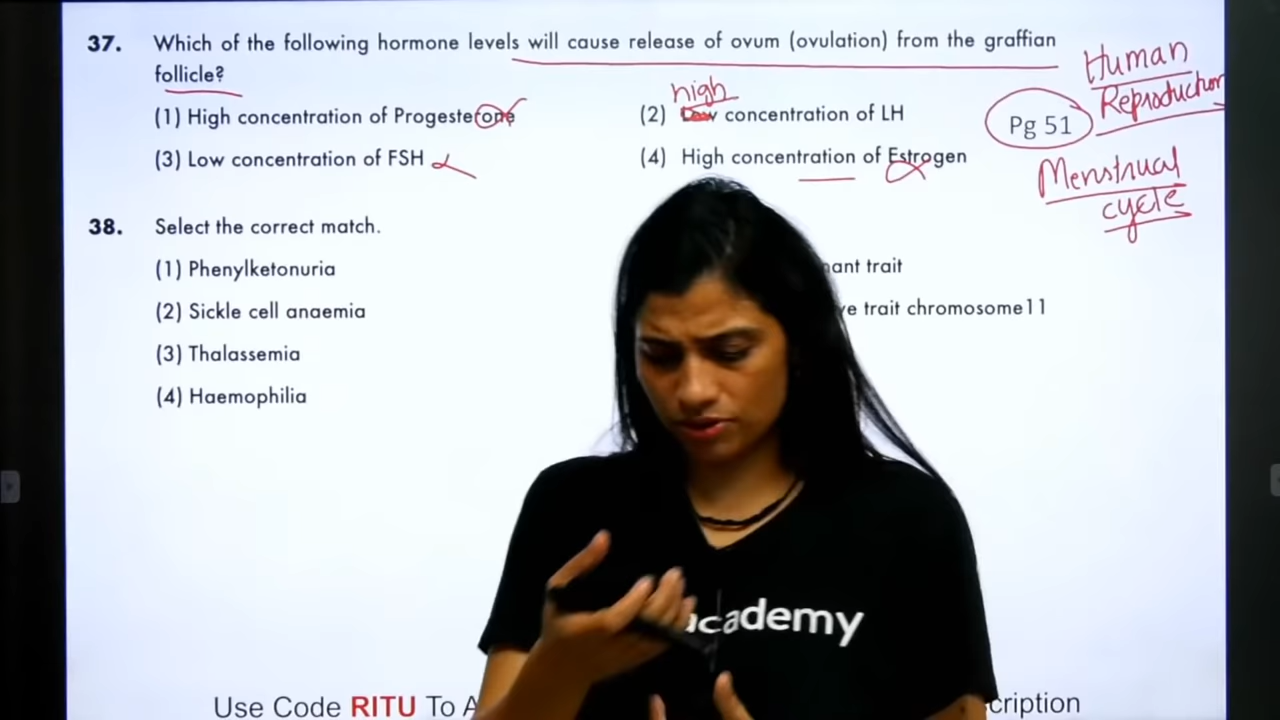 37. Which of the following hormone levels will cause release of ovum (ovulation) from the graffian
follicle?
(1) High concentration of Progesterone
high
(2) Low concentration of LH
(3) Low concentration of FSH
(4) High concentration of Estrogen
Human
Reproduction
Pg 51
Menstrual
cycle
38. Select the correct match.
(1) Phenylketonuria
ant trait
(2) Sickle cell anaemia
e trait chromosome11
(3) Thalassemia
(4) Haemophilia
academy
Use Code RITU To A
cription